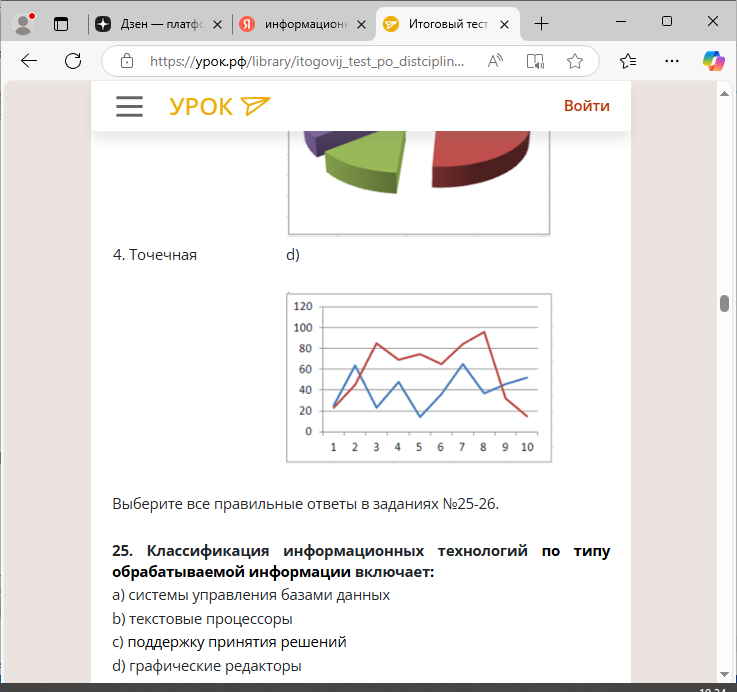 Дзен — платфо
Я информационн
Итоговый тест
https://урок.рф/library/itogovij_test_po_distciplin...
УРОК
Войти
4. Точечная d)
120
100
80
60
40
20
0
1 2 3 4 5 6 7 8 9 10
Выберите все правильные ответы в заданиях №25-26.
25. Классификация информационных технологий по типу
обрабатываемой информации включает:
a) системы управления базами данных
b) текстовые процессоры
c) поддержку принятия решений
d) графические редакторы